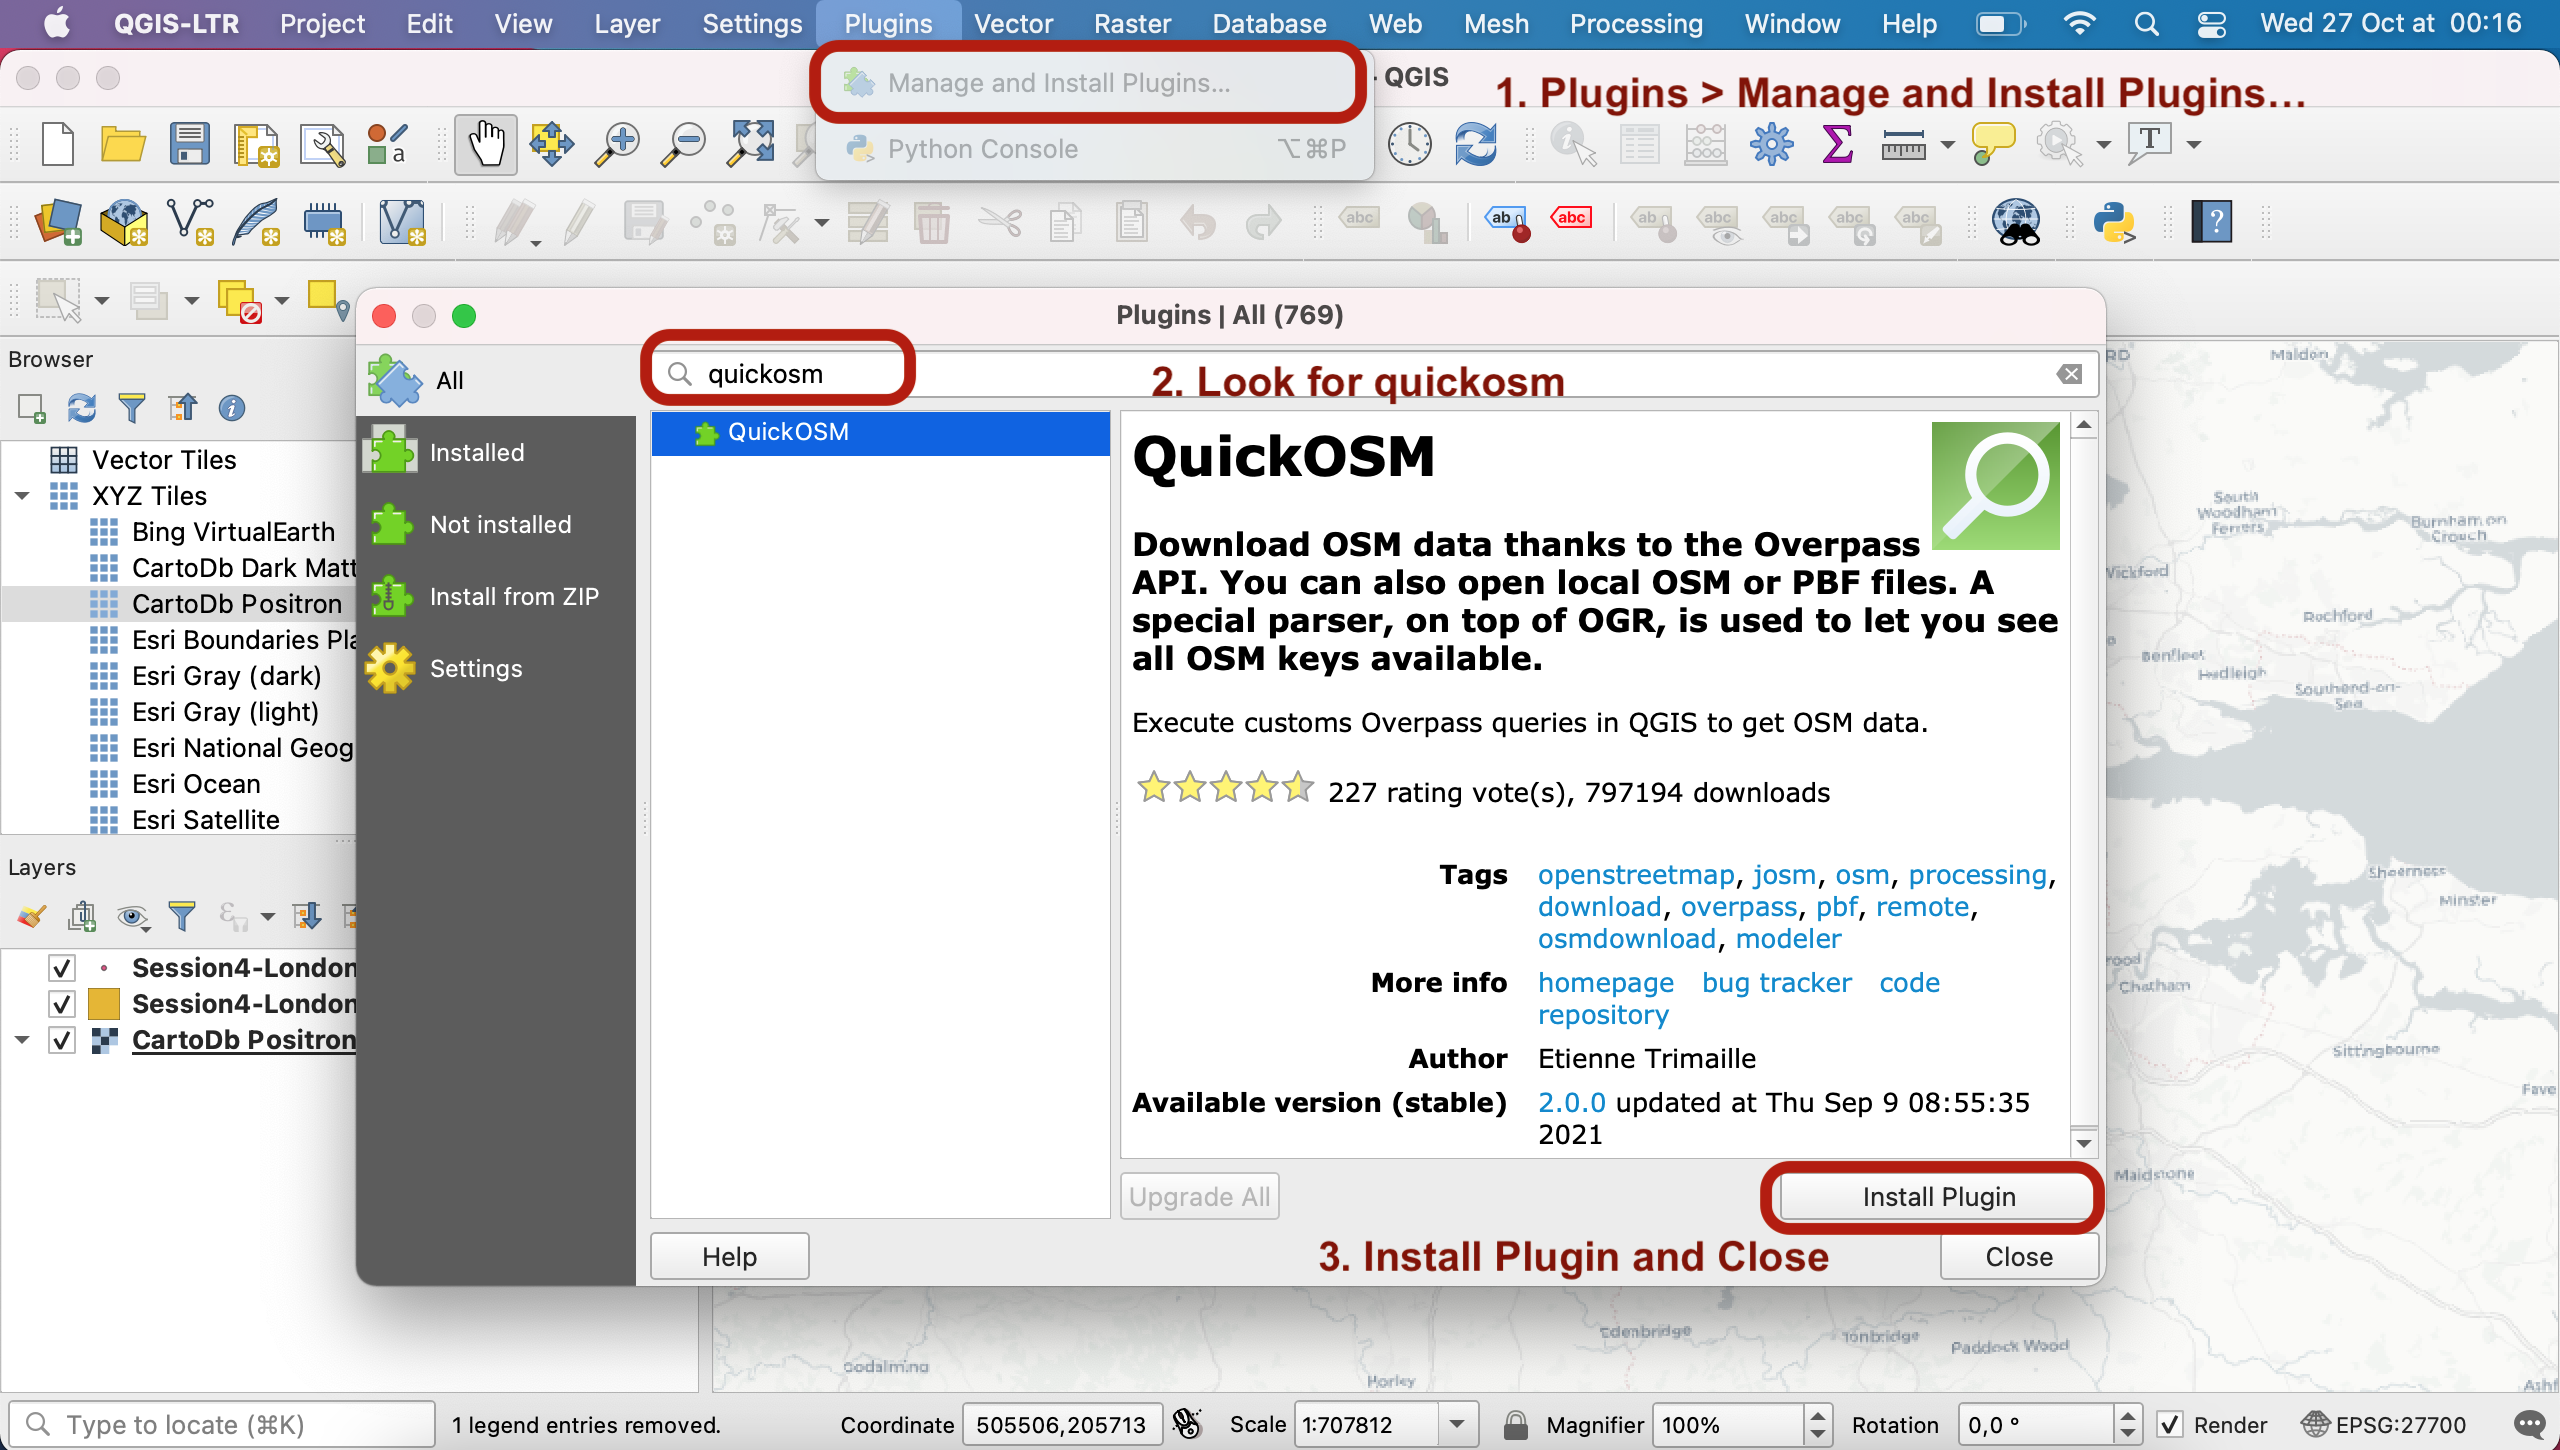 QGIS-LTR Project Edit View Layer Settings Plugins Vector Raster Database Web Mesh Processing Window Help Wed 27 Oct at 00:16
Manage and Install Plugins...
- QGIS
1. Plugins > Manage and Install Plugins...
Python Console ⌥⌘P
a
T
abc
ab
abc
abc
abc
abc
abc
abc
Plugins | All (769)
Browser
All
quickosm
2. Look for quickosm
Installed
Not installed
Install from ZIP
Settings
QuickOSM
QuickOSM
Download OSM data thanks to the Overpass
API. You can also open local OSM or PBF files. A
special parser, on top of OGR, is used to let you see
all OSM keys available.
Execute customs Overpass queries in QGIS to get OSM data.
227 rating vote(s), 797194 downloads
Tags openstreetmap, josm, osm, processing,
download, overpass, pbf, remote,
osmdownload, modeler
More info homepage bug tracker code
repository
Author Etienne Trimaille
Available version (stable) 2.0.0 updated at Thu Sep 9 08:55:35
2021
Upgrade All
Install Plugin
Help
3. Install Plugin and Close
Close
Vector Tiles
XYZ Tiles
Bing VirtualEarth
CartoDb Dark Matt
CartoDb Positron
Esri Boundaries Pla
Esri Gray (dark)
Esri Gray (light)
Esri National Geog
Esri Ocean
Esri Satellite
Layers
Session4-London
Session4-London
CartoDb Positron
RD
Maldon
South
Woodham
Ferrers
Burnham on
Crouch
Wickford
Rochford
Benfleet
Hadleigh
Southend-on-
Sea
Sheerness
Minster
Chatham
Sittingbourne
Fave
Maidstone
Edenbridge
Tonbridge
Paddock Wood
Godalming
Horley
Ashf
Type to locate (⌘K) 1 legend entries removed. Coordinate 505506,205713 Scale 1:707812 Magnifier 100% Rotation 0,0 ° Render EPSG:27700